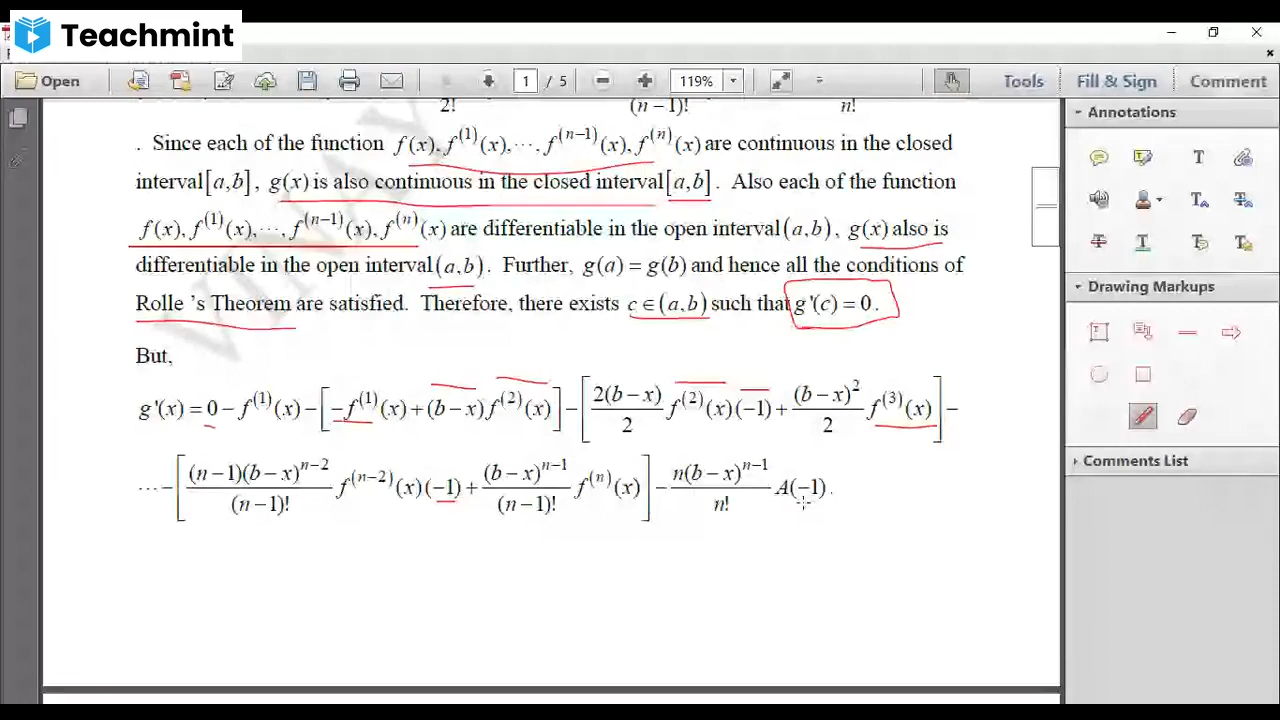 Teachmint
Open 1 / 5 119% Tools Fill & Sign Comment
2! (n−1)! n!
. Since each of the function f(x), f^(1)(x), ⋯, f^(n−1)(x), f^(n)(x) are continuous in the closed
interval [a,b], g(x) is also continuous in the closed interval [a,b]. Also each of the function
f(x), f^(1)(x), ⋯, f^(n−1)(x), f^(n)(x) are differentiable in the open interval (a,b), g(x) also is
differentiable in the open interval (a,b). Further, g(a) = g(b) and hence all the conditions of
Rolle 's Theorem are satisfied. Therefore, there exists c ∈ (a,b) such that g'(c) = 0.
But,
g'(x) = 0 − f^(1)(x) − [−f^(1)(x) + (b−x) f^(2)(x)] − [2(b−x)/2 f^(2)(x)(−1) + (b−x)^2/2 f^(3)(x)] −
⋯ − [(n−1)(b−x)^(n−2)/(n−1)! f^(n−2)(x)(−1) + (b−x)^(n−1)/(n−1)! f^(n)(x)] − n(b−x)^(n−1)/n! A(−1).
Annotations
Drawing Markups
Comments List